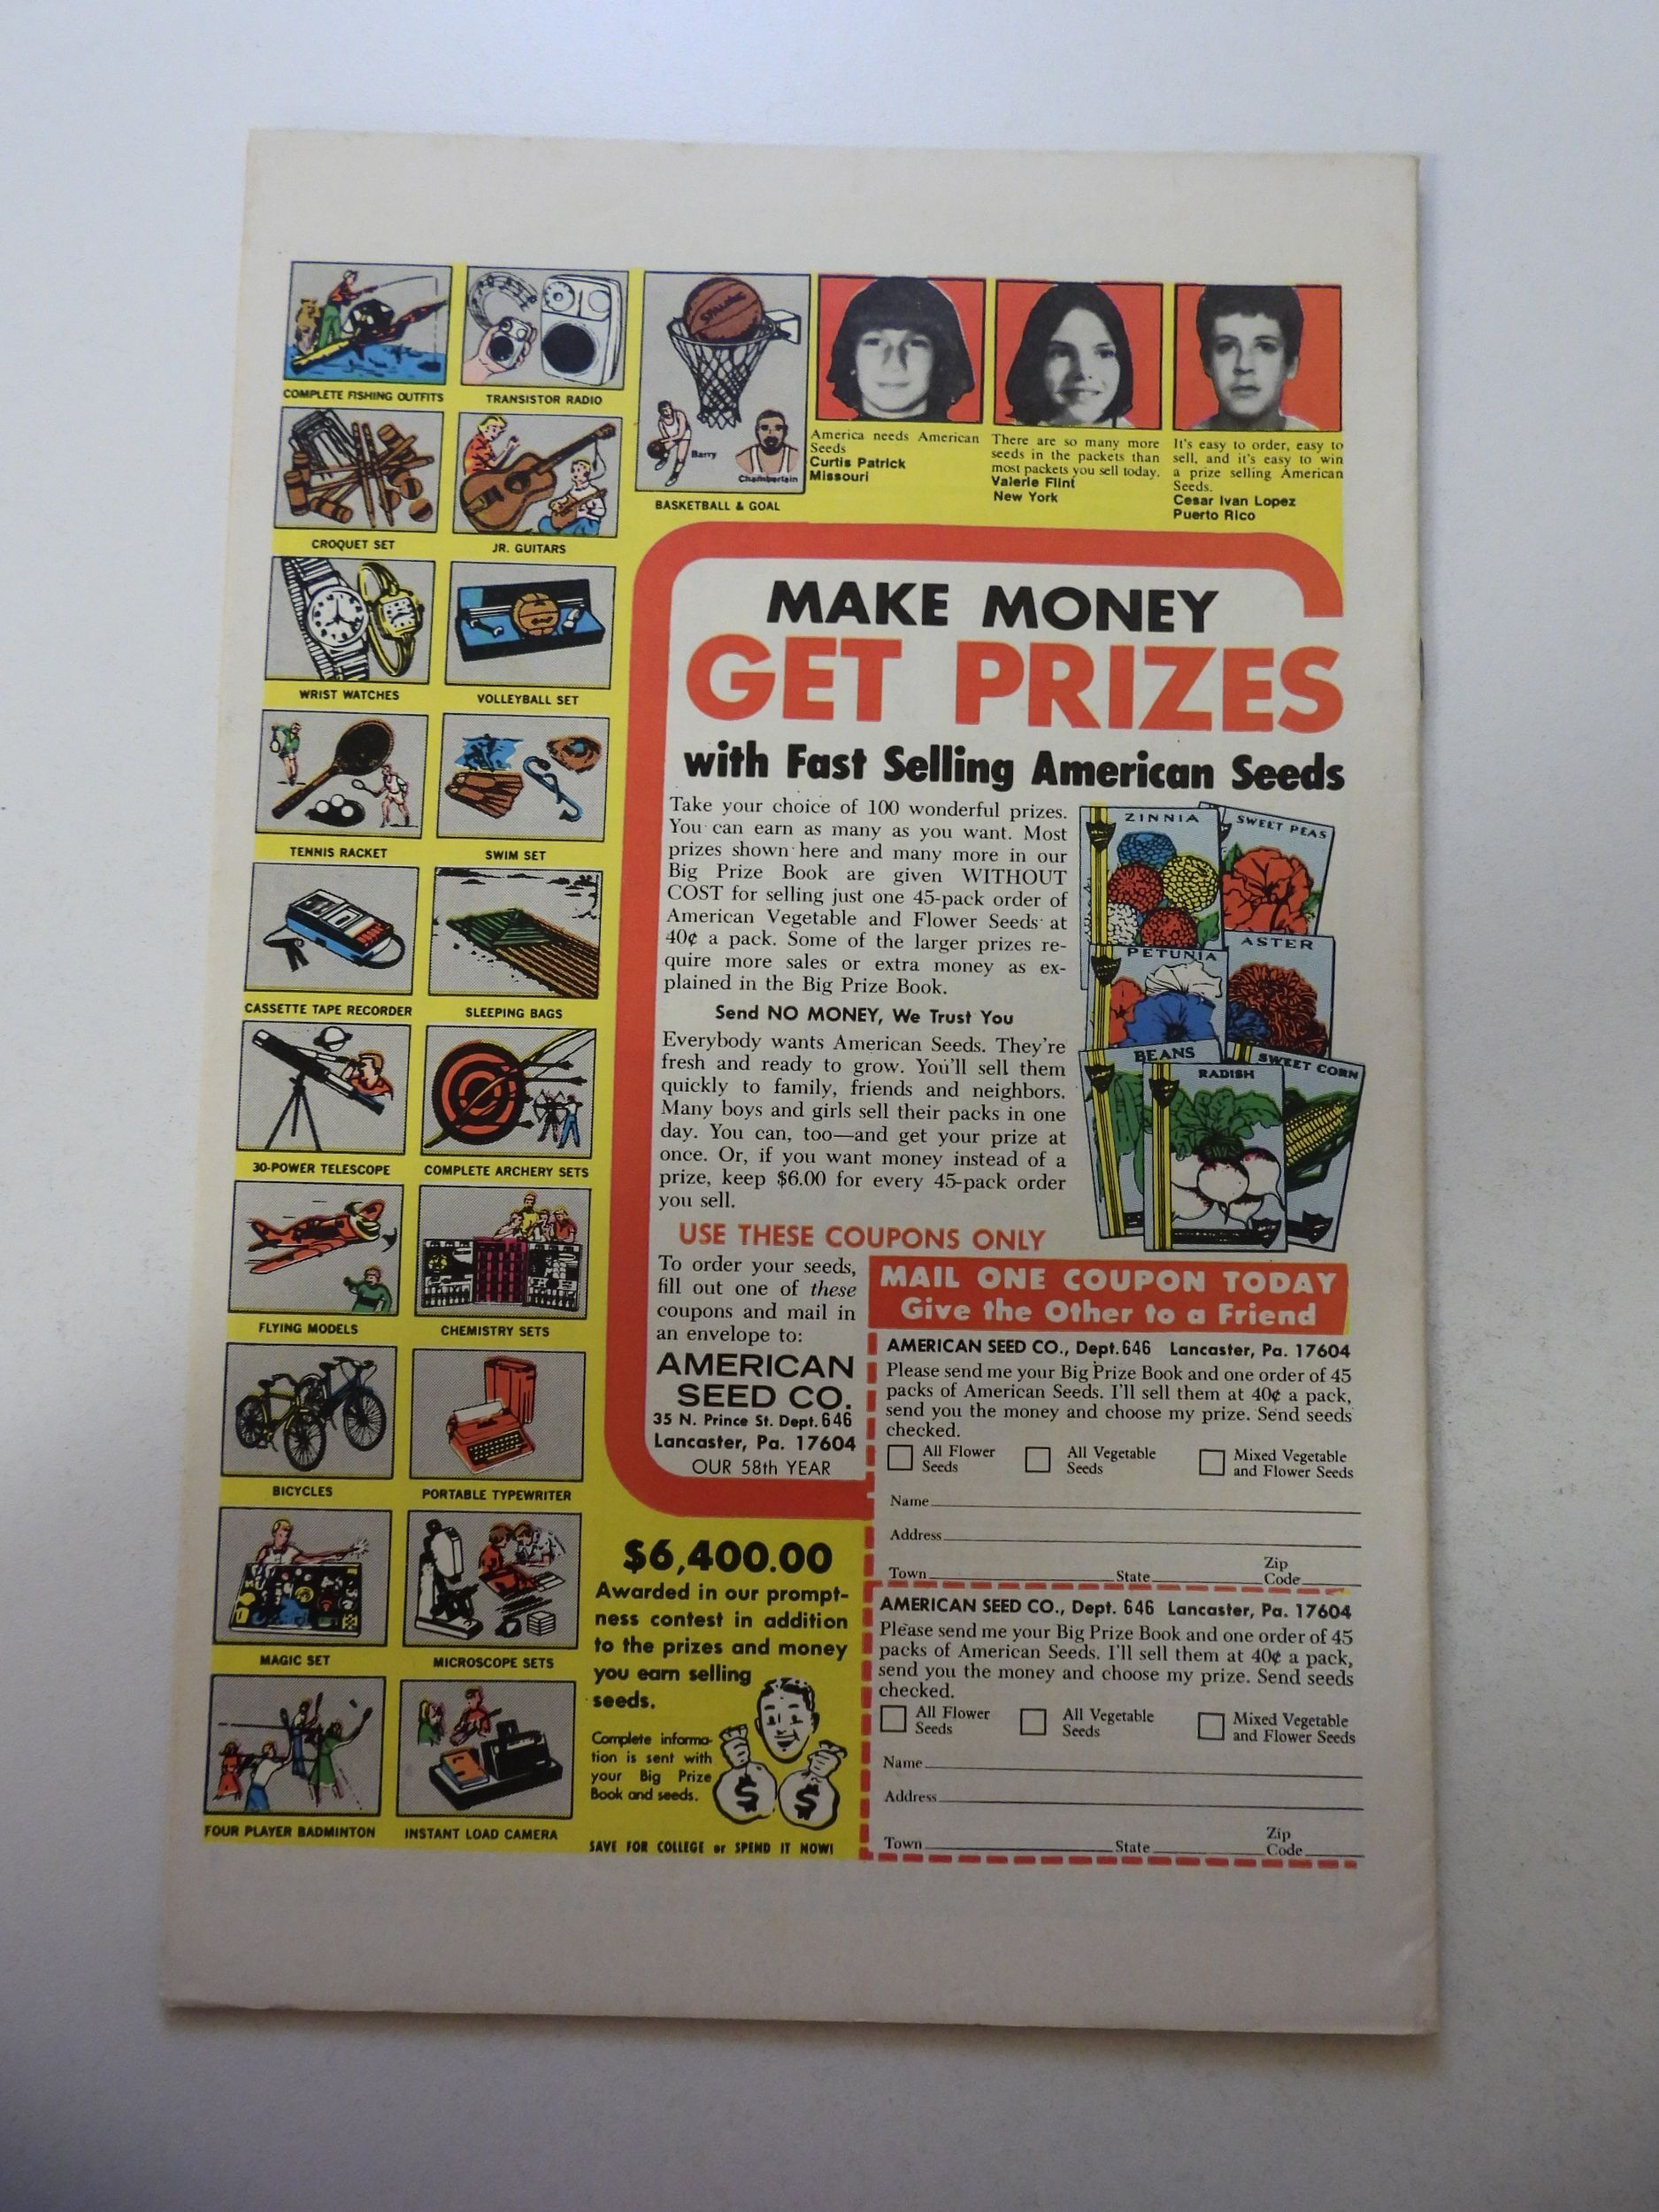 COMPLETE FISHING OUTFITS
TRANSISTOR RADIO
SPALDING
Barry
Chamberlain
BASKETBALL & GOAL
America needs American
Seeds
Curtis Patrick
Missouri
There are so many more
seeds in the packets than
most packets you sell today.
Valerie Flint
New York
It's easy to order, easy to
sell, and it's easy to win
a prize selling American
Seeds.
Cesar Ivan Lopez
Puerto Rico
CROQUET SET
JR. GUITARS
WRIST WATCHES
VOLLEYBALL SET
TENNIS RACKET
SWIM SET
CASSETTE TAPE RECORDER
SLEEPING BAGS
30-POWER TELESCOPE
COMPLETE ARCHERY SETS
FLYING MODELS
CHEMISTRY SETS
BICYCLES
PORTABLE TYPEWRITER
MAGIC SET
MICROSCOPE SETS
FOUR PLAYER BADMINTON
INSTANT LOAD CAMERA
MAKE MONEY
GET PRIZES
with Fast Selling American Seeds
Take your choice of 100 wonderful prizes.
You can earn as many as you want. Most
prizes shown here and many more in our
Big Prize Book are given WITHOUT
COST for selling just one 45-pack order of
American Vegetable and Flower Seeds at
40¢ a pack. Some of the larger prizes re-
quire more sales or extra money as ex-
plained in the Big Prize Book.
Send NO MONEY, We Trust You
Everybody wants American Seeds. They're
fresh and ready to grow. You'll sell them
quickly to family, friends and neighbors.
Many boys and girls sell their packs in one
day. You can, too—and get your prize at
once. Or, if you want money instead of a
prize, keep $6.00 for every 45-pack order
you sell.
ZINNIA
SWEET PEAS
PETUNIA
ASTER
BEANS
RADISH
SWEET CORN
USE THESE COUPONS ONLY
To order your seeds,
fill out one of these
coupons and mail in
an envelope to:
AMERICAN
SEED CO.
35 N. Prince St. Dept. 646
Lancaster, Pa. 17604
OUR 58th YEAR
MAIL ONE COUPON TODAY
Give the Other to a Friend
AMERICAN SEED CO., Dept. 646 Lancaster, Pa. 17604
Please send me your Big Prize Book and one order of 45
packs of American Seeds. I'll sell them at 40¢ a pack,
send you the money and choose my prize. Send seeds
checked.
All Flower
Seeds
All Vegetable
Seeds
Mixed Vegetable
and Flower Seeds
Name
Address
Town State Zip
Code
AMERICAN SEED CO., Dept. 646 Lancaster, Pa. 17604
Please send me your Big Prize Book and one order of 45
packs of American Seeds. I'll sell them at 40¢ a pack,
send you the money and choose my prize. Send seeds
checked.
All Flower
Seeds
All Vegetable
Seeds
Mixed Vegetable
and Flower Seeds
Name
Address
Town State Zip
Code
$6,400.00
Awarded in our prompt-
ness contest in addition
to the prizes and money
you earn selling
seeds.
Complete informa-
tion is sent with
your Big Prize
Book and seeds.
$ $
SAVE FOR COLLEGE or SPEND IT NOW!